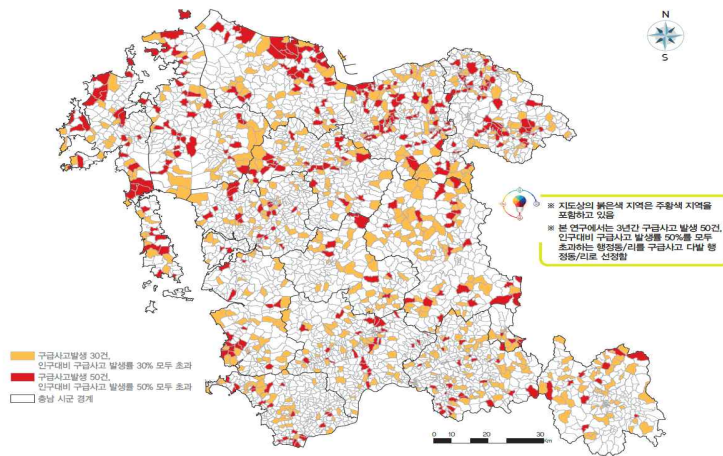 N
S
※ 지도상의 붉은색 지역은 주황색 지역을
포함하고 있음
※ 본 연구에서는 3년간 구급사고 발생 50건,
인구대비 구급사고 발생률 50%를 모두
초과하는 행정동/리를 구급사고 다발 행
정동/리로 선정함
구급사고발생 30건,
인구대비 구급사고 발생률 30% 모두 초과
구급사고발생 50건,
인구대비 구급사고 발생률 50% 모두 초과
충남 시군 경계
0 10 20 30
Km